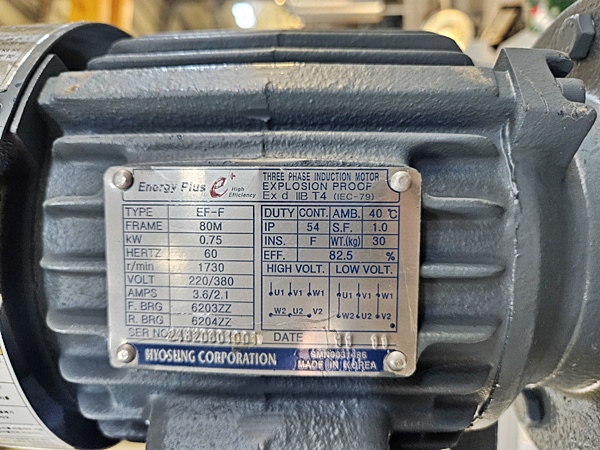 Energy Plus e+ High Efficiency
THREE PHASE INDUCTION MOTOR
EXPLOSION PROOF
Ex d IIB T4 (IEC-79)
TYPE EF-F
FRAME 80M
kW 0.75
HERTZ 60
r/min 1730
VOLT 220/380
AMPS 3.6/2.1
F. BRG 6203ZZ
R. BRG 6204ZZ
SER NO.
DUTY CONT. AMB. 40 ℃
IP 54 S.F. 1.0
INS. F WT.(kg) 30
EFF. 82.5 %
HIGH VOLT. LOW VOLT.
U1 V1 W1 U1 V1 W1
W2 U2 V2 W2 U2 V2
DATE
HYOSUNG CORPORATION
MADE IN KOREA